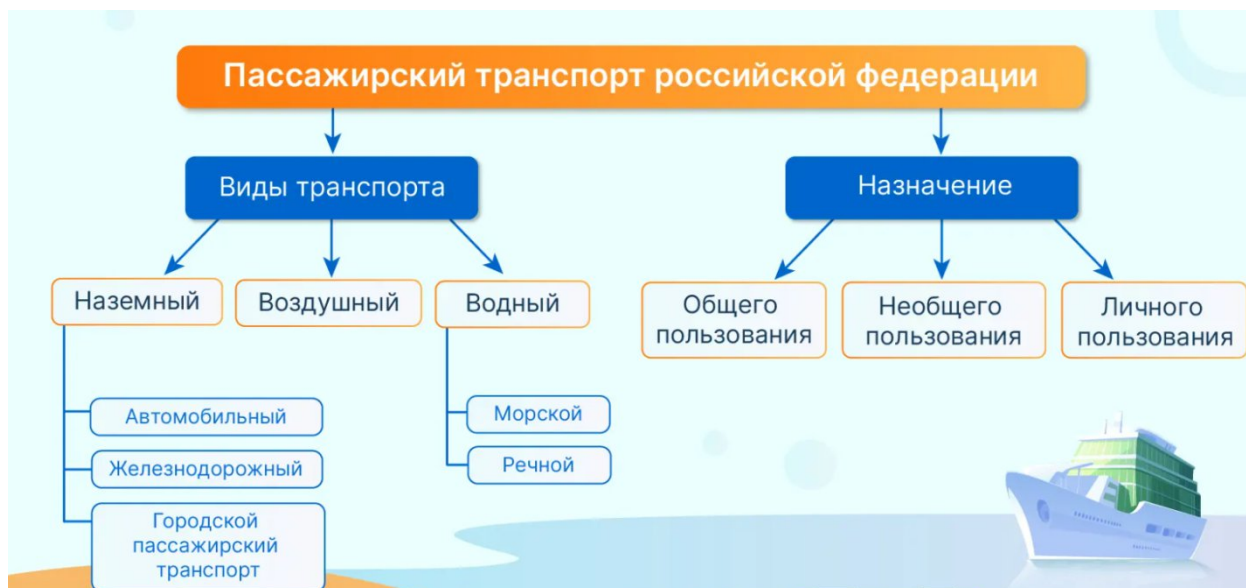 Пассажирский транспорт российской федерации
Виды транспорта
Назначение
Наземный
Воздушный
Водный
Общего
пользования
Необщего
пользования
Личного
пользования
Автомобильный
Железнодорожный
Городской
пассажирский
транспорт
Морской
Речной